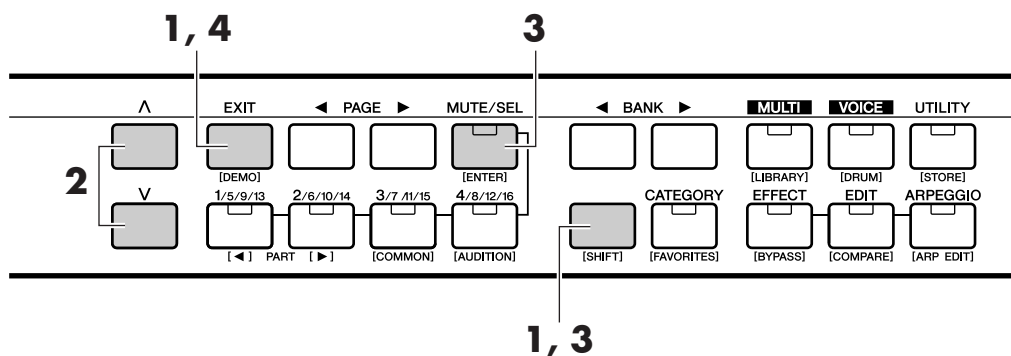 1, 4
3
Λ
EXIT
◀ PAGE ▶
MUTE/SEL
◀ BANK ▶
MULTI
VOICE
UTILITY
2
[DEMO]
[ENTER]
[LIBRARY]
[DRUM]
[STORE]
V
1/5/9/13
2/6/10/14
3/7 /11/15
4/8/12/16
CATEGORY
EFFECT
EDIT
ARPEGGIO
[◀] PART [▶]
[COMMON]
[AUDITION]
[SHIFT]
[FAVORITES]
[BYPASS]
[COMPARE]
[ARP EDIT]
1, 3